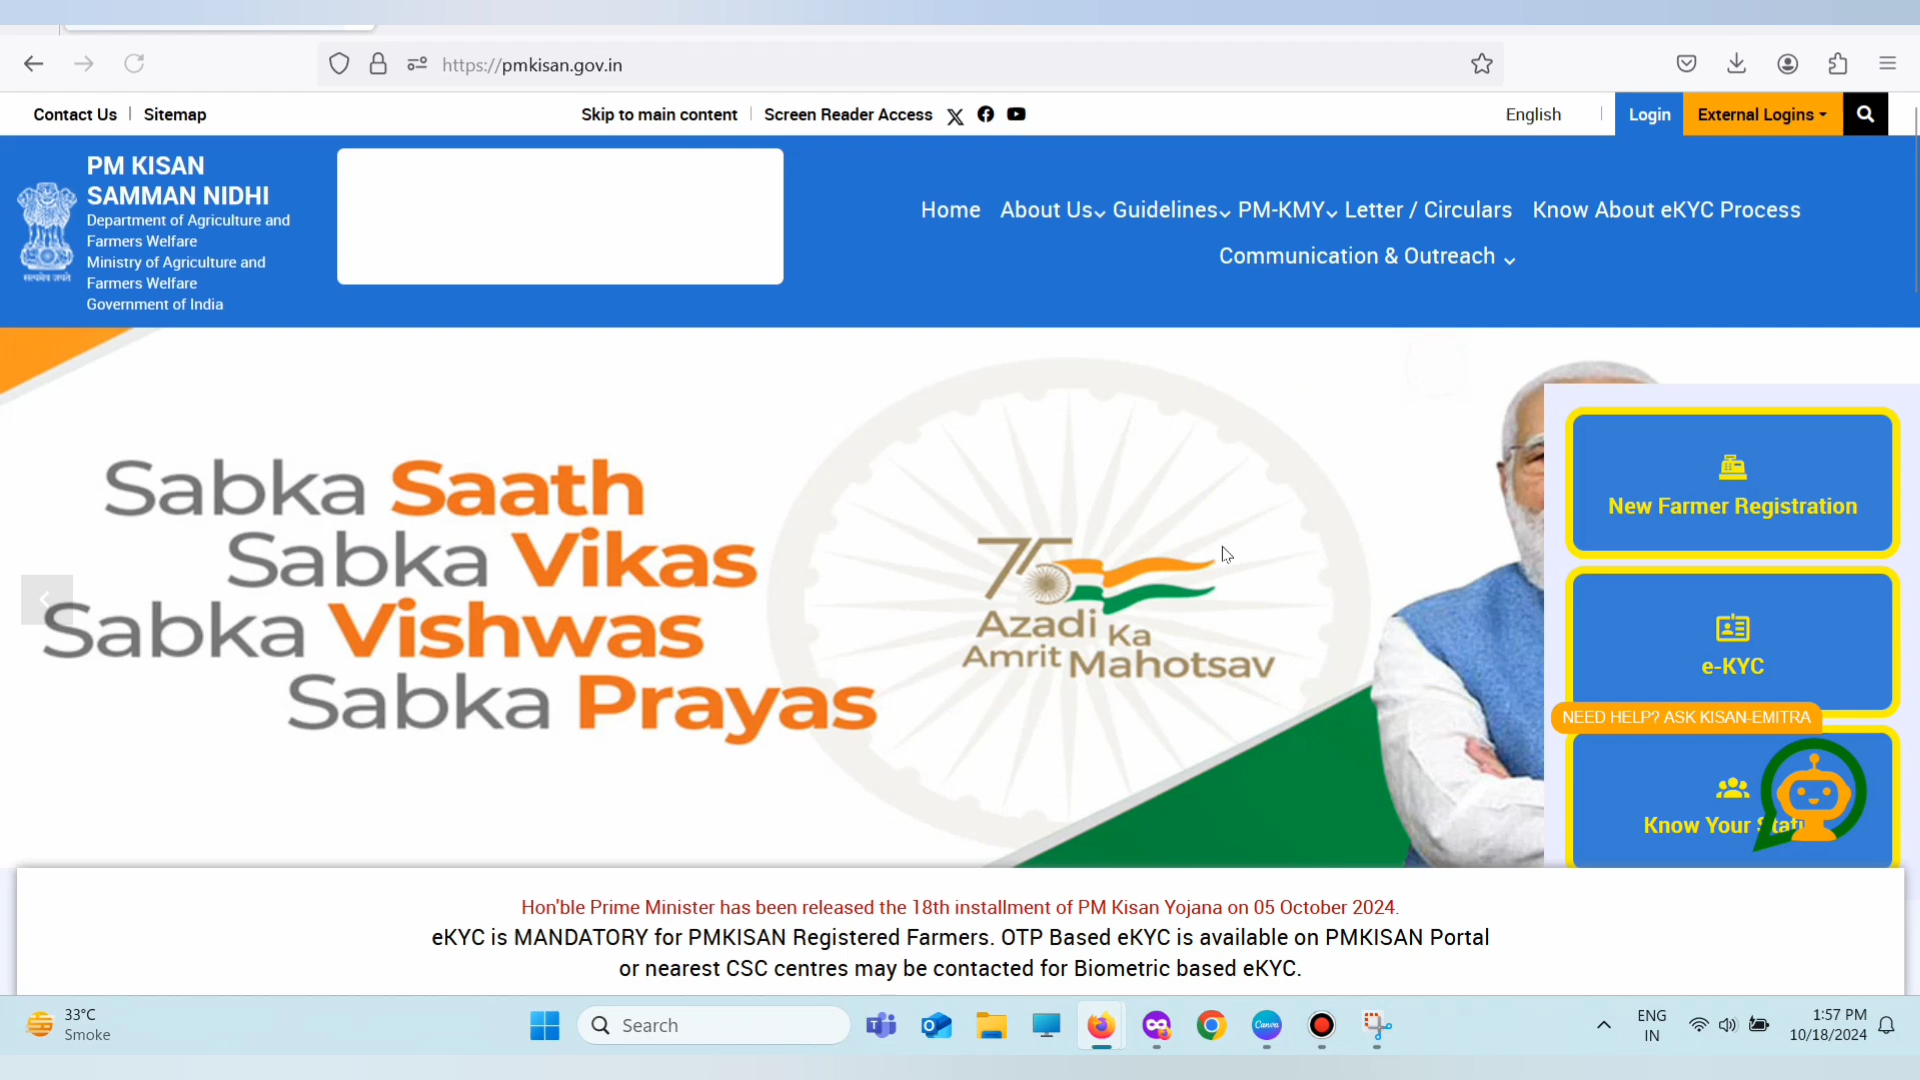 https://pmkisan.gov.in
Contact Us
Sitemap
Skip to main content
Screen Reader Access
English
Login
External Logins
PM KISAN
SAMMAN NIDHI
Department of Agriculture and
Farmers Welfare
Ministry of Agriculture and
Farmers Welfare
Government of India
सत्यमेव जयते
Home
About Us
Guidelines
PM-KMY
Letter / Circulars
Know About eKYC Process
Communication & Outreach
Sabka Saath
Sabka Vikas
Sabka Vishwas
Sabka Prayas
75
Azadi Ka
Amrit Mahotsav
New Farmer Registration
e-KYC
NEED HELP? ASK KISAN-EMITRA
Know Your
Hon'ble Prime Minister has been released the 18th installment of PM Kisan Yojana on 05 October 2024.
eKYC is MANDATORY for PMKISAN Registered Farmers. OTP Based eKYC is available on PMKISAN Portal
or nearest CSC centres may be contacted for Biometric based eKYC.
33°C
Smoke
Search
Canva
ENG
IN
1:57 PM
10/18/2024